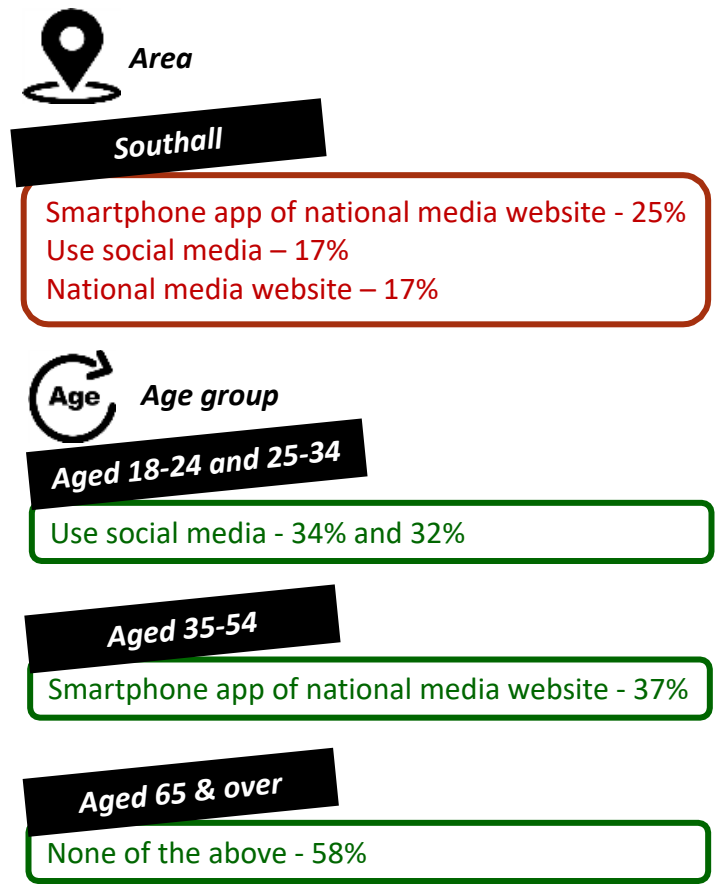 Area
Southall
Smartphone app of national media website - 25%
Use social media – 17%
National media website – 17%
Age
Age group
Aged 18-24 and 25-34
Use social media - 34% and 32%
Aged 35-54
Smartphone app of national media website - 37%
Aged 65 & over
None of the above - 58%